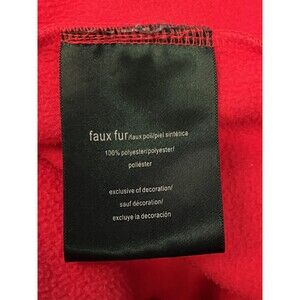 faux fur/faux poil/piel sintética
100% polyester/polyester/
poliéster
exclusive of decoration/
sauf décoration/
excluye la decoración